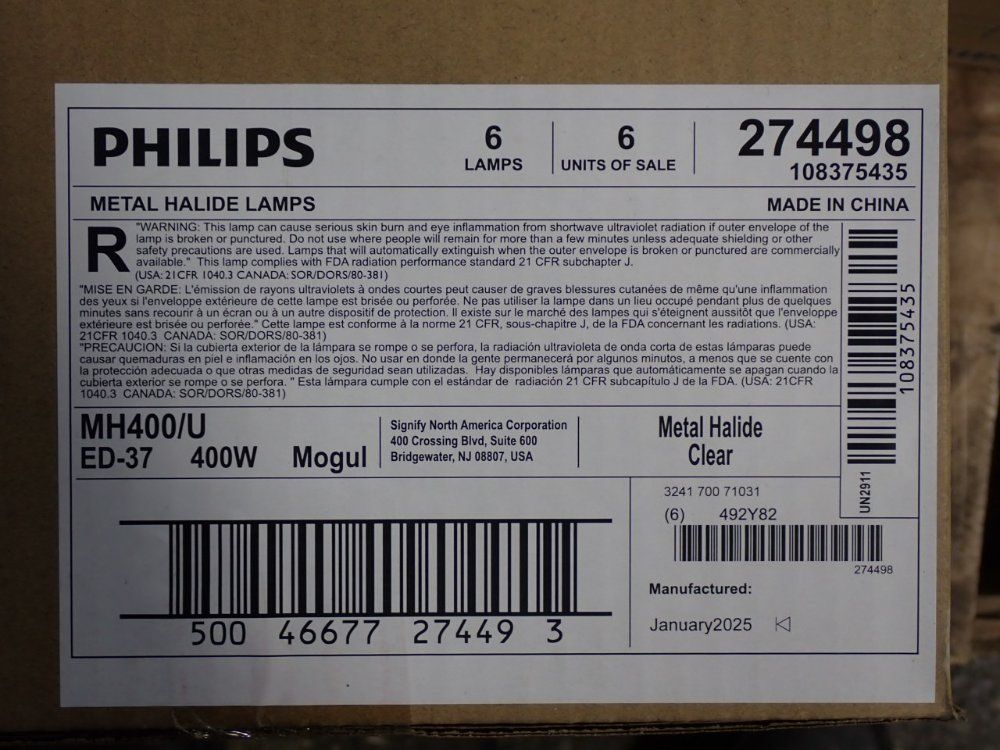 PHILIPS
6
LAMPS
6
UNITS OF SALE
274498
108375435
METAL HALIDE LAMPS
MADE IN CHINA
R
"WARNING: This lamp can cause serious skin burn and eye inflammation from shortwave ultraviolet radiation if outer envelope of the
lamp is broken or punctured. Do not use where people will remain for more than a few minutes unless adequate shielding or other
safety precautions are used. Lamps that will automatically extinguish when the outer envelope is broken or punctured are commercially
available." This lamp complies with FDA radiation performance standard 21 CFR subchapter J.
(USA: 21CFR 1040.3 CANADA: SOR/DORS/80-381)
"MISE EN GARDE: L'émission de rayons ultraviolets à ondes courtes peut causer de graves blessures cutanées de même qu'une inflammation
des yeux si l'enveloppe extérieure de cette lampe est brisée ou perforée. Ne pas utiliser la lampe dans un lieu occupé pendant plus de quelques
minutes sans recourir à un écran ou à un autre dispositif de protection. Il existe sur le marché des lampes qui s'éteignent aussitôt que l'enveloppe
extérieure est brisée ou perforée." Cette lampe est conforme à la norme 21 CFR, sous-chapitre J, de la FDA concernant les radiations. (USA:
21CFR 1040.3 CANADA: SOR/DORS/80-381)
"PRECAUCION: Si la cubierta exterior de la lámpara se rompe o se perfora, la radiación ultravioleta de onda corta de estas lámparas puede
causar quemaduras en piel e inflamación en los ojos. No usar en donde la gente permanecerá por algunos minutos, a menos que se cuente con
la protección adecuada o que otras medidas de seguridad sean utilizadas. Hay disponibles lámparas que automáticamente se apagan cuando la
cubierta exterior se rompe o se perfora. " Esta lámpara cumple con el estándar de radiación 21 CFR subcapítulo J de la FDA. (USA: 21CFR
1040.3 CANADA: SOR/DORS/80-381)
108375435
UN2911
MH400/U
ED-37 400W Mogul
Signify North America Corporation
400 Crossing Blvd, Suite 600
Bridgewater, NJ 08807, USA
Metal Halide
Clear
3241 700 71031
(6) 492Y82
274498
Manufactured:
January2025
500 46677 27449 3